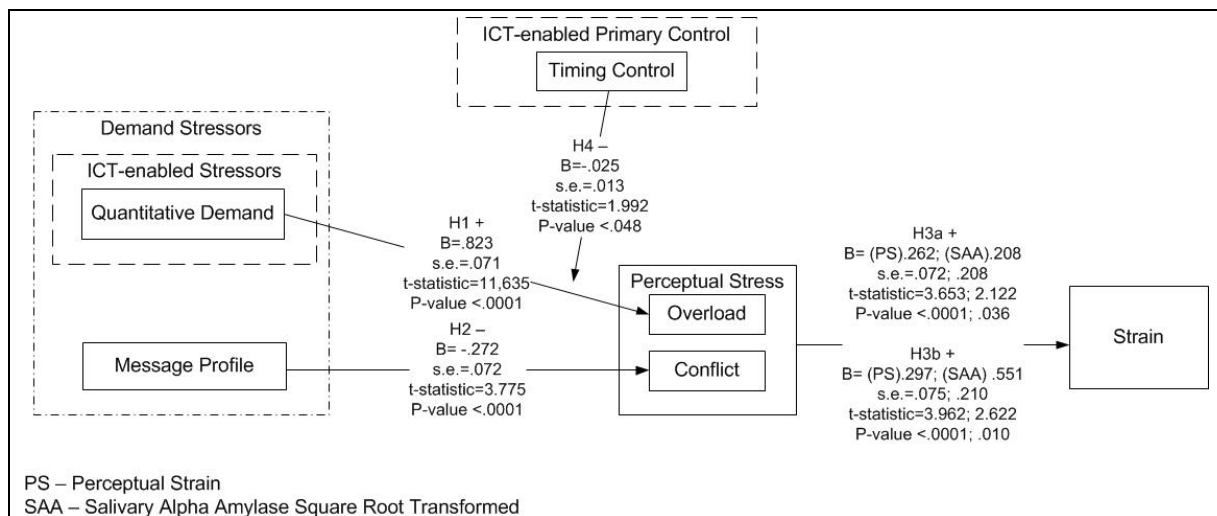 ICT-enabled Primary Control
Timing Control
Demand Stressors
ICT-enabled Stressors
Quantitative Demand
H4 –
B=-.025
s.e.=.013
t-statistic=1.992
P-value <.048
H1 +
B=.823
s.e.=.071
t-statistic=11,635
P-value <.0001
Message Profile
H2 –
B= -.272
s.e.=.072
t-statistic=3.775
P-value <.0001
Perceptual Stress
Overload
Conflict
H3a +
B= (PS).262; (SAA).208
s.e.=.072; .208
t-statistic=3.653; 2.122
P-value <.0001; .036
H3b +
B= (PS).297; (SAA) .551
s.e.=.075; .210
t-statistic=3.962; 2.622
P-value <.0001; .010
Strain
PS – Perceptual Strain
SAA – Salivary Alpha Amylase Square Root Transformed